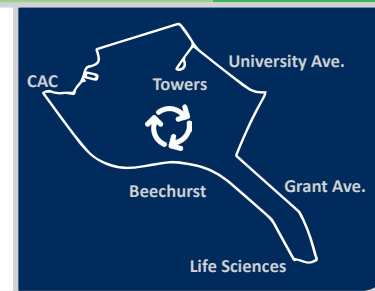 University Ave.
CAC
Towers
Beechurst
Grant Ave.
Life Sciences